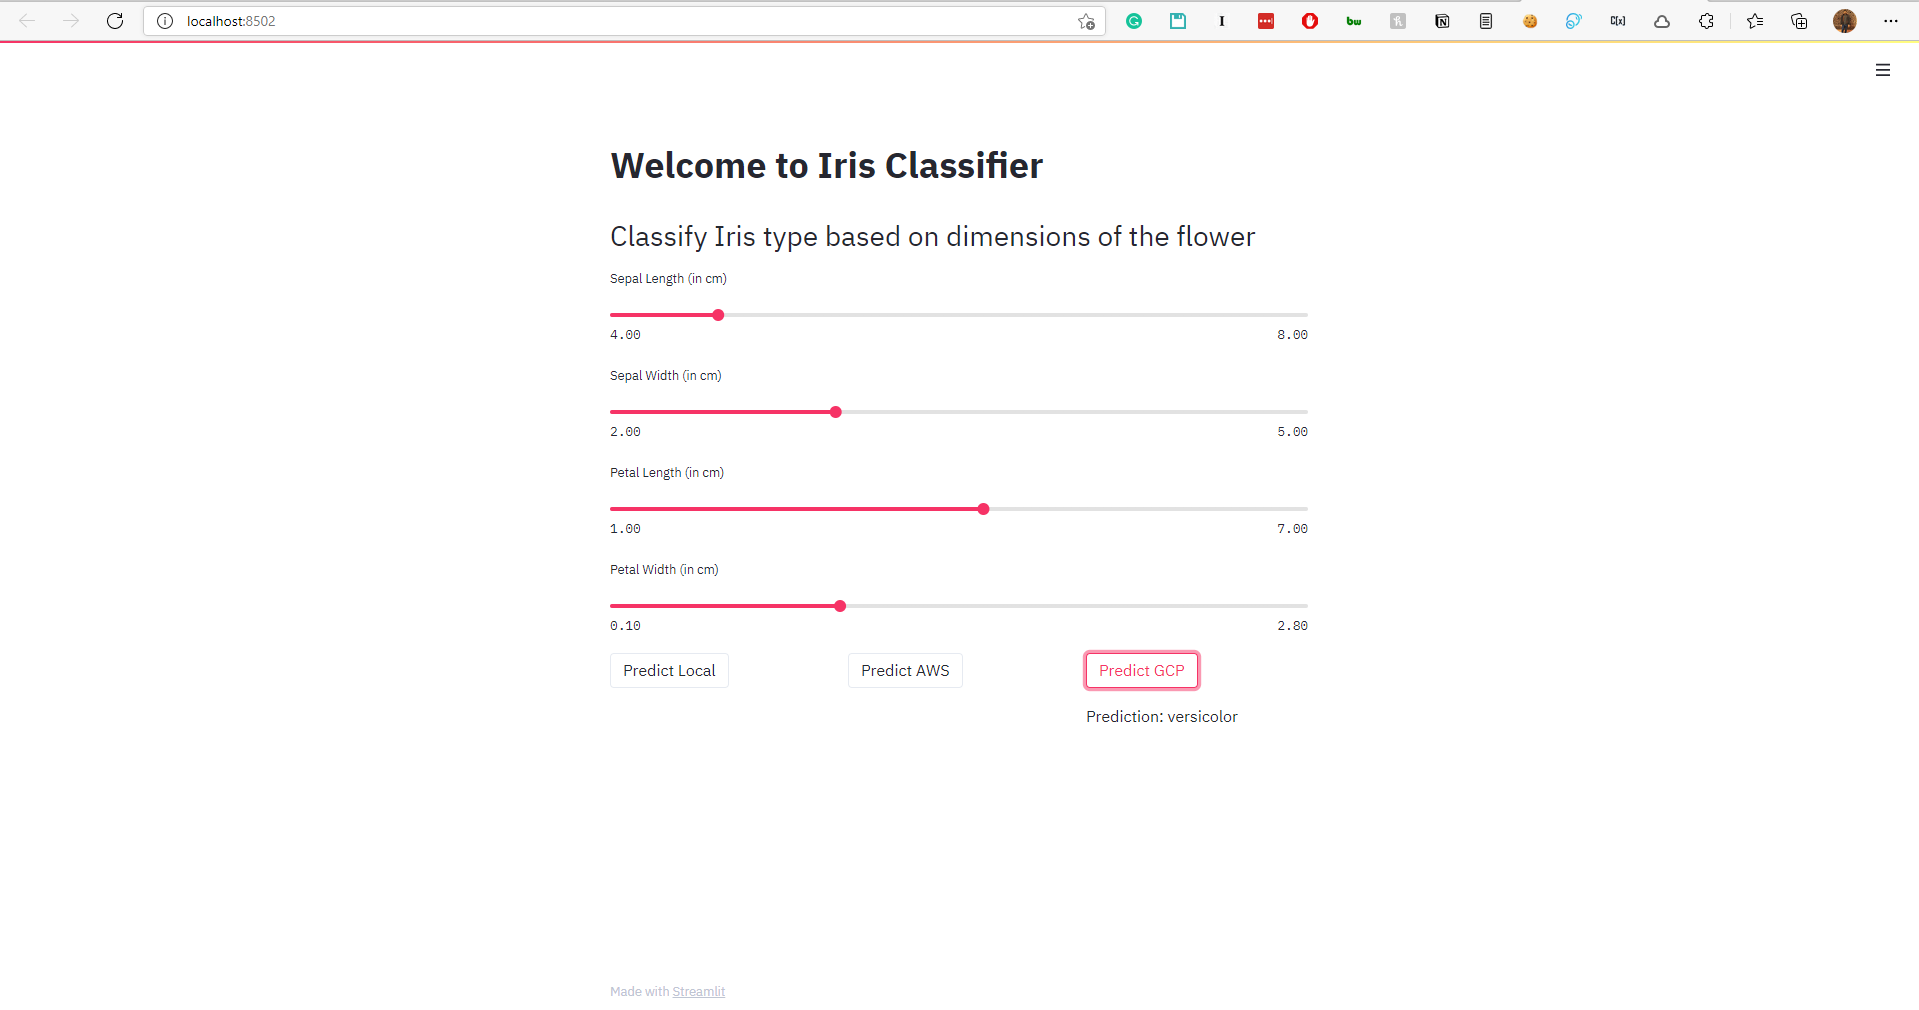 localhost:8502
Welcome to Iris Classifier
Classify Iris type based on dimensions of the flower
Sepal Length (in cm)
4.00 8.00
Sepal Width (in cm)
2.00 5.00
Petal Length (in cm)
1.00 7.00
Petal Width (in cm)
0.10 2.80
Predict Local Predict AWS Predict GCP
Prediction: versicolor
Made with Streamlit